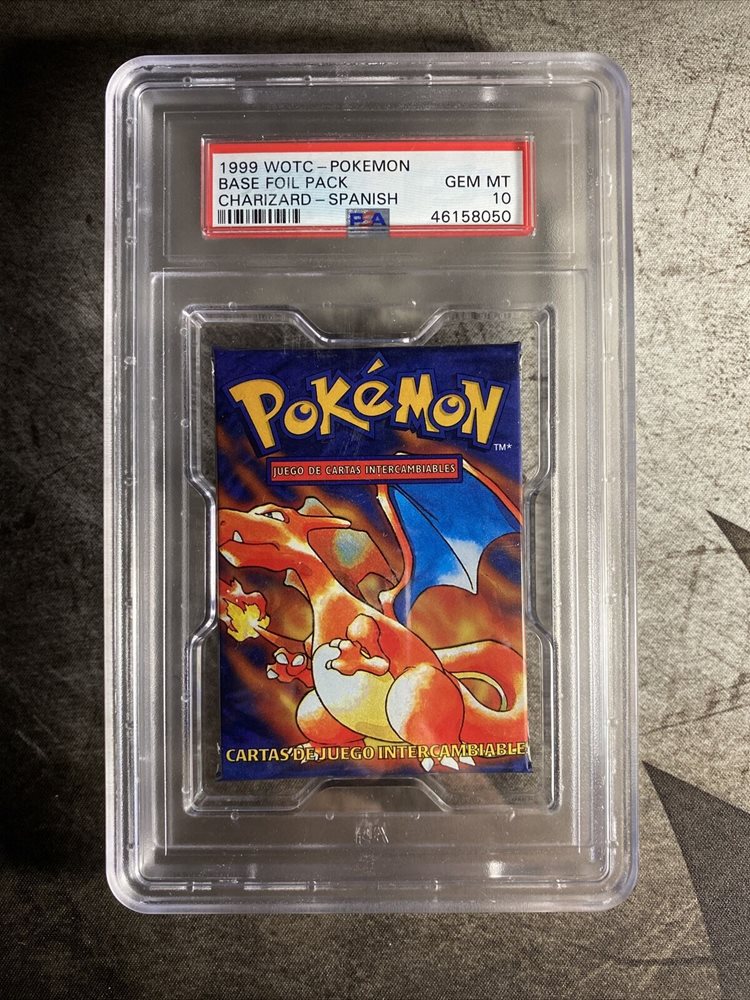 1999 WOTC-POKEMON
BASE FOIL PACK GEM MT
CHARIZARD-SPANISH 10
PSA 46158050
POKéMON
TM*
JUEGO DE CARTAS INTERCAMBIABLES
CARTAS DE JUEGO INTERCAMBIABLE
PSA